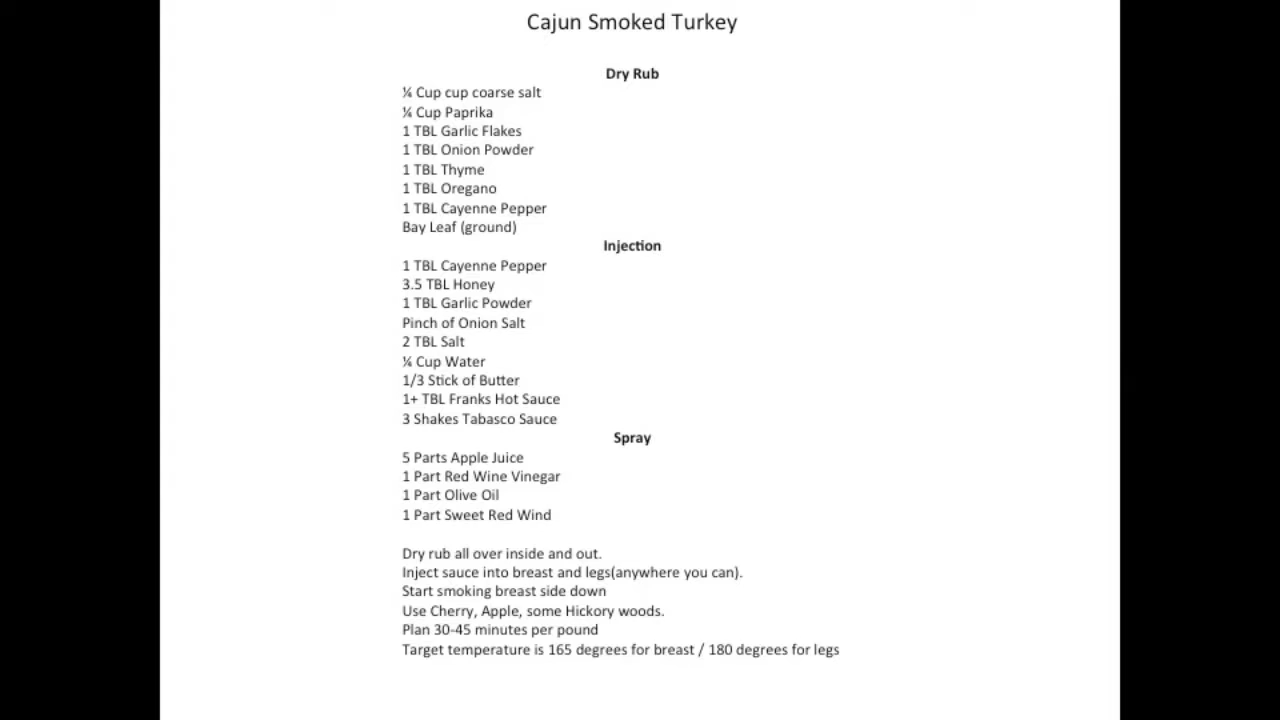 Cajun Smoked Turkey
Dry Rub
¼ Cup cup coarse salt
¼ Cup Paprika
1 TBL Garlic Flakes
1 TBL Onion Powder
1 TBL Thyme
1 TBL Oregano
1 TBL Cayenne Pepper
Bay Leaf (ground)
Injection
1 TBL Cayenne Pepper
3.5 TBL Honey
1 TBL Garlic Powder
Pinch of Onion Salt
2 TBL Salt
¼ Cup Water
1/3 Stick of Butter
1+ TBL Franks Hot Sauce
3 Shakes Tabasco Sauce
Spray
5 Parts Apple Juice
1 Part Red Wine Vinegar
1 Part Olive Oil
1 Part Sweet Red Wind
Dry rub all over inside and out.
Inject sauce into breast and legs(anywhere you can).
Start smoking breast side down
Use Cherry, Apple, some Hickory woods.
Plan 30-45 minutes per pound
Target temperature is 165 degrees for breast / 180 degrees for legs